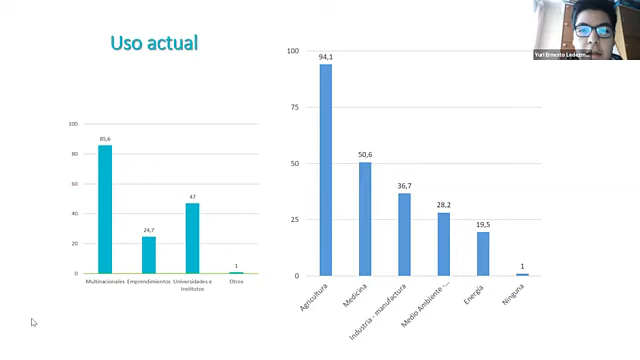 Uso actual
100
80
60
40
20
0
85,6
24,7
47
1
Multinacionales
Emprendimientos
Universidades e
Institutos
Otros
100
75
50
25
0
94,1
50,6
36,7
28,2
19,5
1
Agricultura
Medicina
Industria - manufactura
Medio Ambiente -...
Energía
Ninguna
Yuri Ernesto Ledezm...